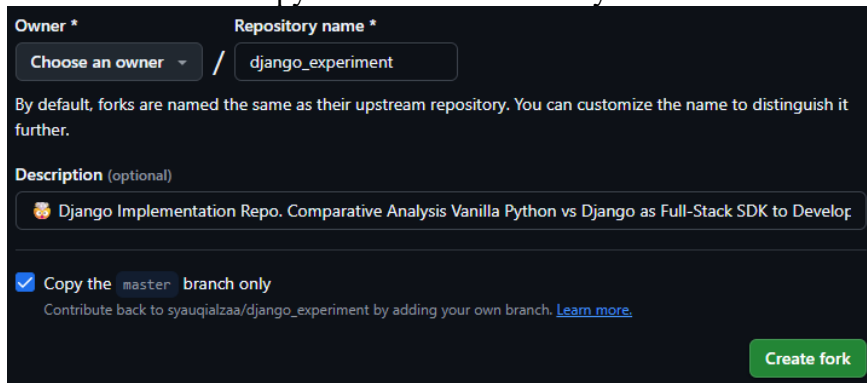 Owner * Repository name *
Choose an owner / django_experiment
By default, forks are named the same as their upstream repository. You can customize the name to distinguish it
further.
Description (optional)
Django Implementation Repo. Comparative Analysis Vanilla Python vs Django as Full-Stack SDK to Develop
Copy the master branch only
Contribute back to syauqialzaa/django_experiment by adding your own branch. Learn more.
Create fork